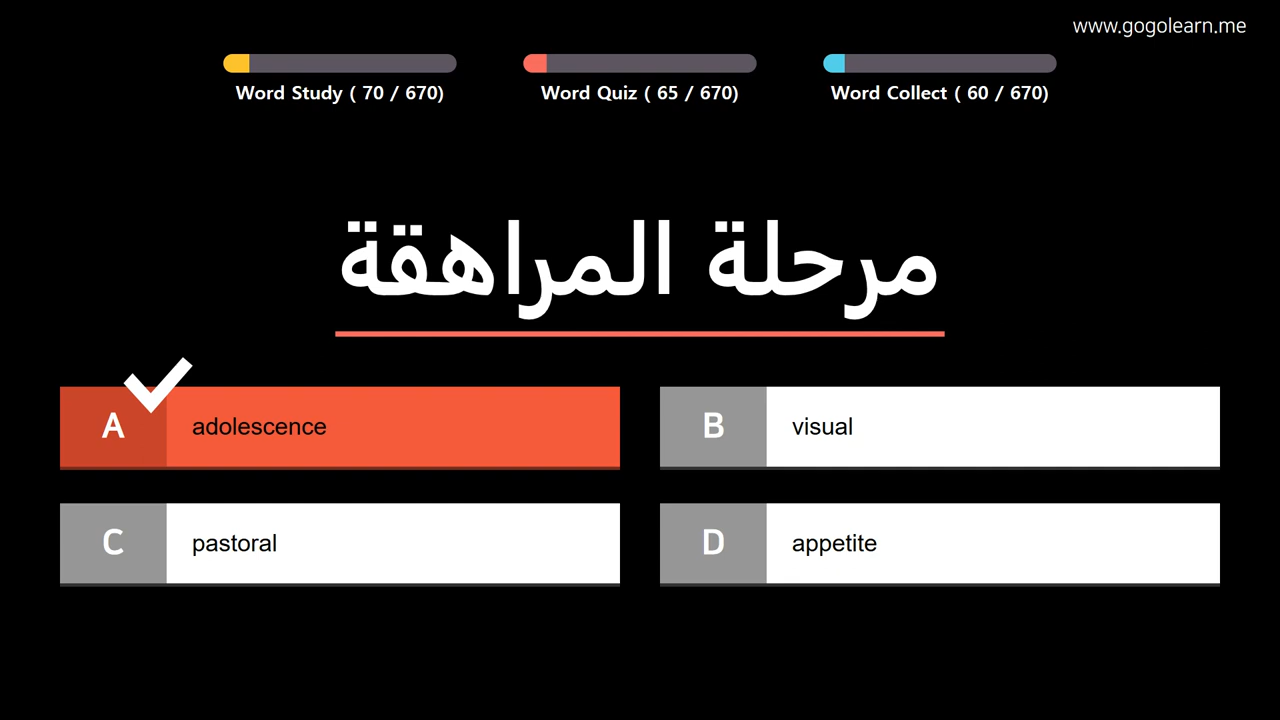 www.gogolearn.me
Word Study ( 70 / 670)
Word Quiz ( 65 / 670)
Word Collect ( 60 / 670)
مرحلة المراهقة
A adolescence
B visual
C pastoral
D appetite